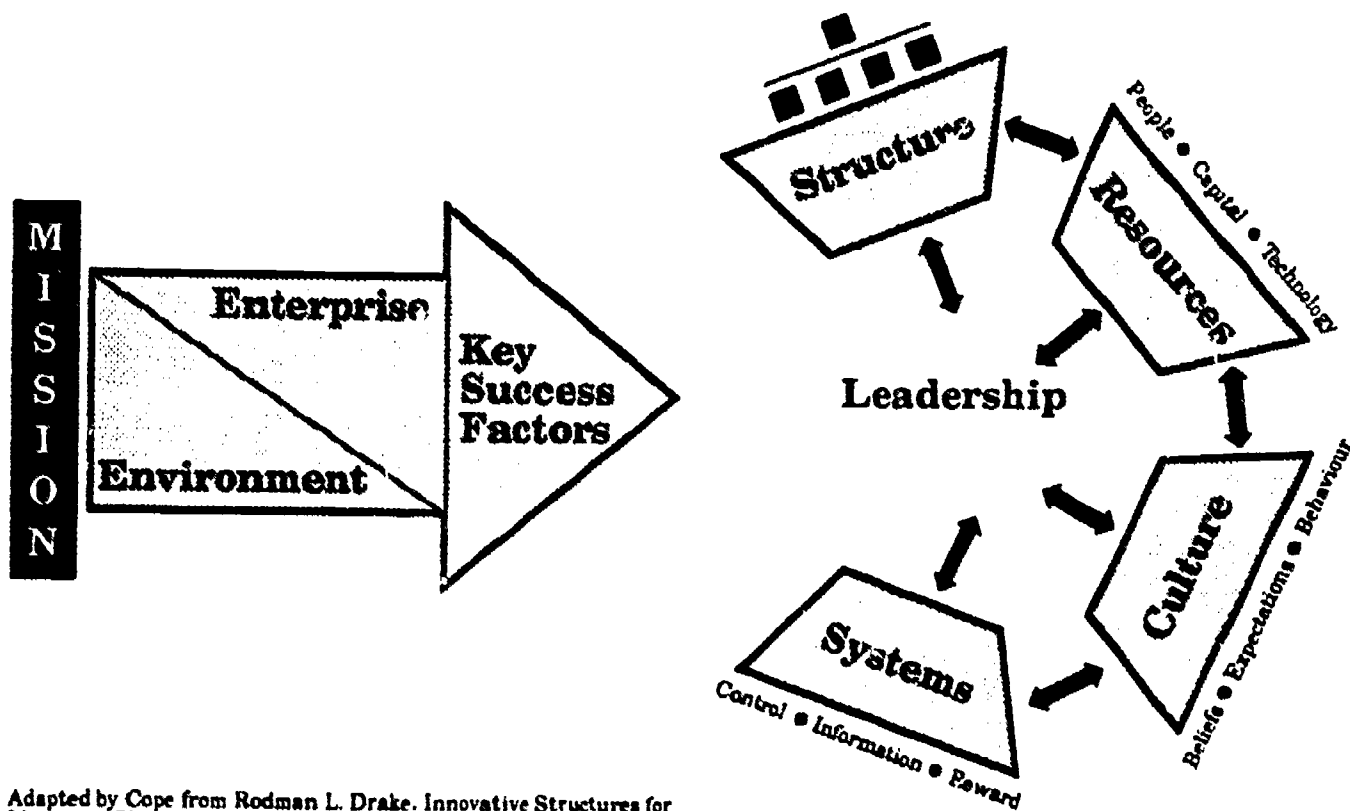 MISSION
Enterprise
Environment
Key
Success
Factors
Structure
People ● Capital ● Technology
Resources
Leadership
Culture
Beliefs ● Expectations ● Behaviour
Systems
Control ● Information ● Reward
Adapted by Cope from Rodman L. Drake, Innovative Structures for